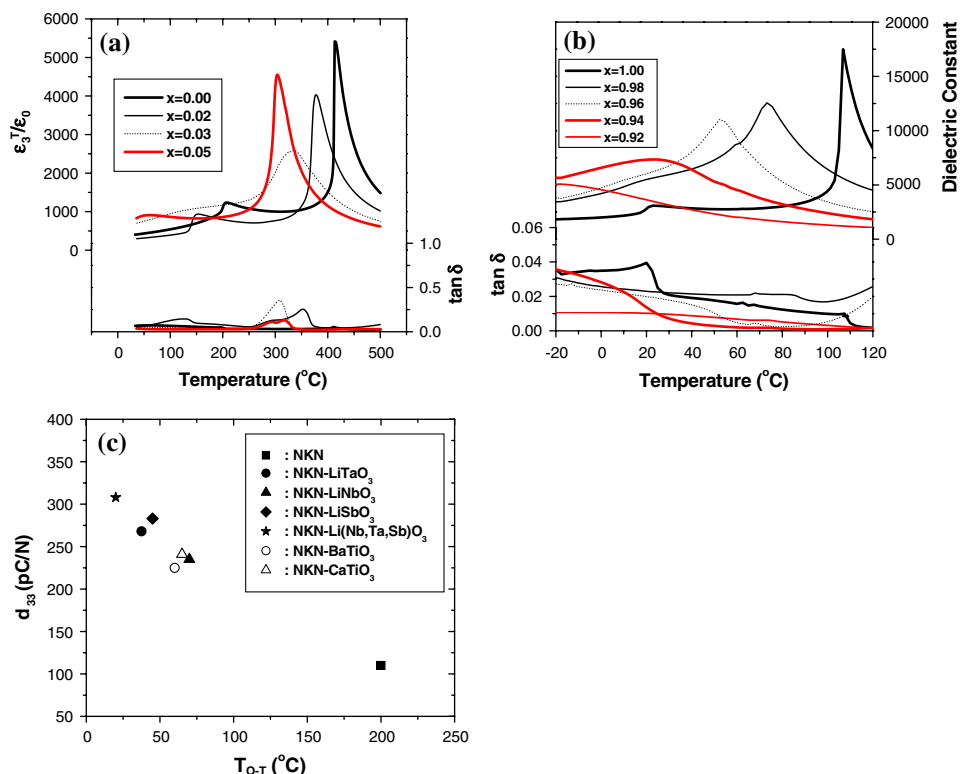 (a)
6000
5000
4000
3000
2000
1000
0
ε₃ᵀ/ε₀
x=0.00
x=0.02
x=0.03
x=0.05
1.0
0.5
0.0
tan δ
0 100 200 300 400 500
Temperature (°C)
(b)
20000
15000
10000
5000
0
Dielectric Constant
x=1.00
x=0.98
x=0.96
x=0.94
x=0.92
0.06
0.04
0.02
0.00
tan δ
-20 0 20 40 60 80 100 120
Temperature (°C)
(c)
400
350
300
250
200
150
100
50
d₃₃ (pC/N)
: NKN
: NKN-LiTaO₃
: NKN-LiNbO₃
: NKN-LiSbO₃
: NKN-Li(Nb,Ta,Sb)O₃
: NKN-BaTiO₃
: NKN-CaTiO₃
0 50 100 150 200 250
T_O-T (°C)